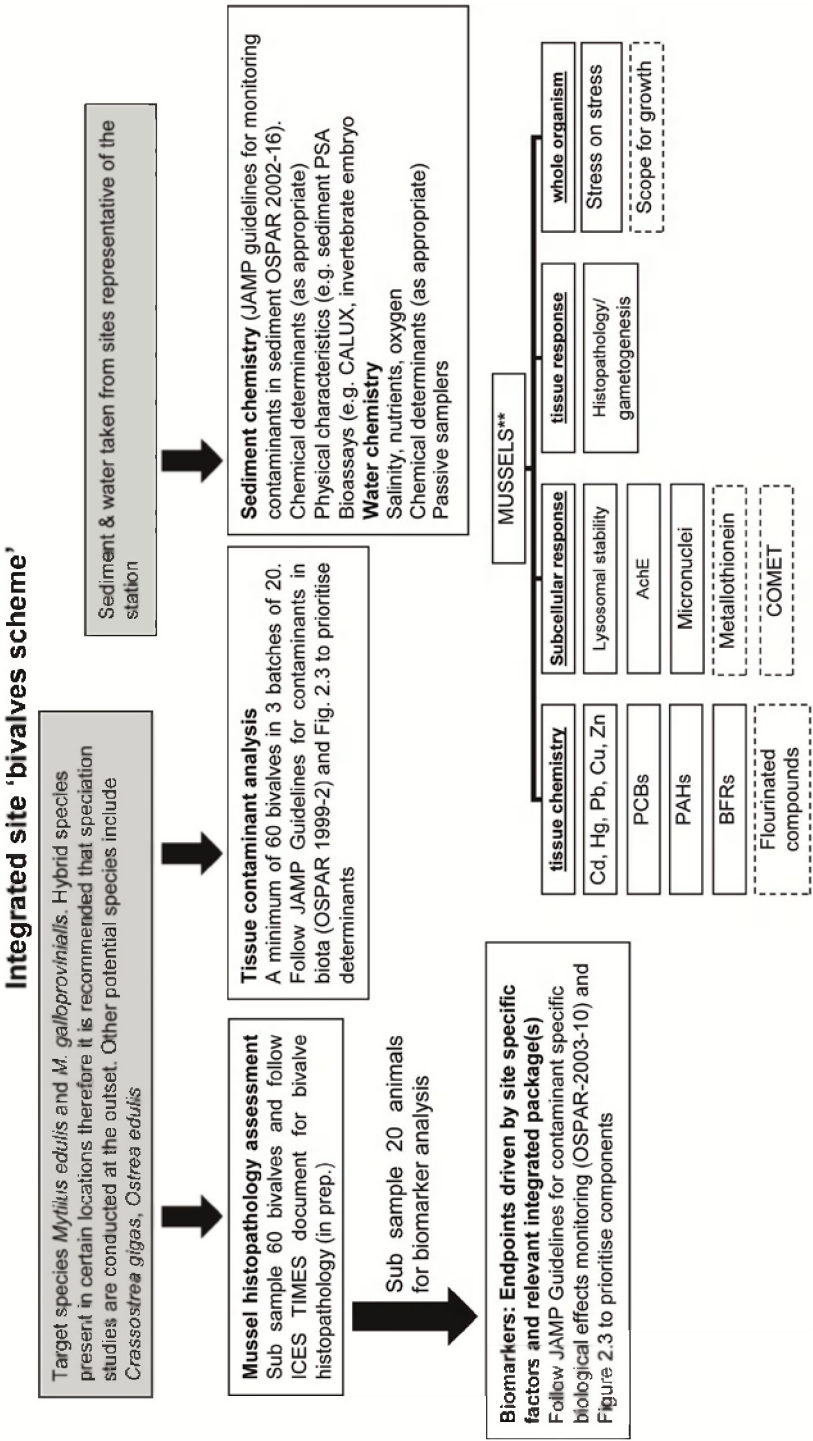 Integrated site 'bivalves scheme'
Target species Mytilus edulis and M. galloprovinialls. Hybrid species
present in certain locations therefore it is recommended that speciation
studies are conducted at the outset. Other potential species include
Crassostrea gigas, Ostrea edulis
Sediment & water taken from sites representative of the
station
Mussel histopathology assessment
Sub sample 60 bivalves and follow
ICES TIMES document for bivalve
histopathology (in prep.)
Tissue contaminant analysis
A minimum of 60 bivalves in 3 batches of 20.
Follow JAMP Guidelines for contaminants in
biota (OSPAR 1999-2) and Fig. 2.3 to prioritise
determinants
Sediment chemistry (JAMP guidelines for monitoring
contaminants in sediment OSPAR 2002-16).
Chemical determinants (as appropriate)
Physical characteristics (e.g. sediment PSA
Bioassays (e.g. CALUX, invertebrate embryo
Water chemistry
Salinity, nutrients, oxygen
Chemical determinants (as appropriate)
Passive samplers
Sub sample 20 animals
for biomarker analysis
Biomarkers: Endpoints driven by site specific
factors and relevant integrated package(s)
Follow JAMP Guidelines for contaminant specific
biological effects monitoring (OSPAR-2003-10) and
Figure 2.3 to prioritise components
MUSSELS**
tissue chemistry
Cd, Hg, Pb, Cu, Zn
PCBs
PAHs
BFRs
Flourinated
compounds
Subcellular response
Lysosomal stability
AchE
Micronuclei
Metallothionein
COMET
tissue response
Histopathology/
gametogenesis
whole organism
Stress on stress
Scope for growth